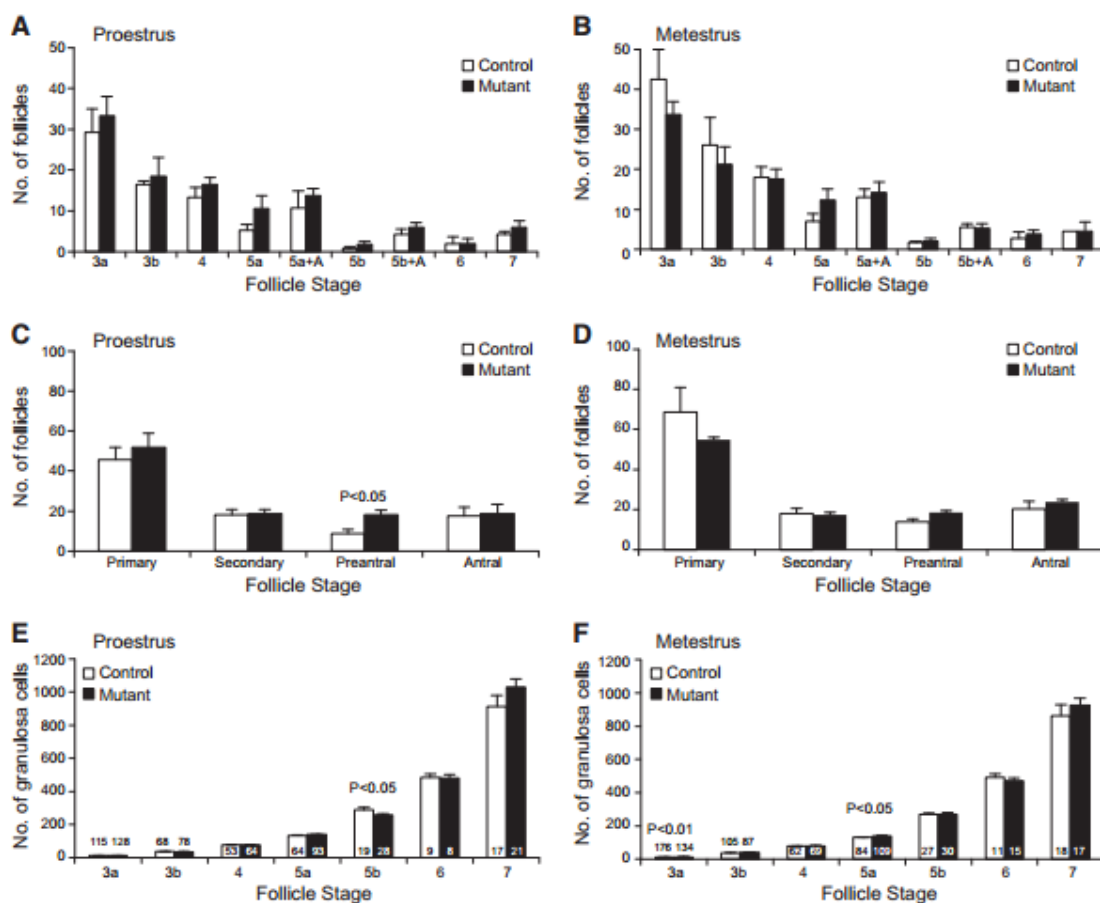 A Proestrus
50
40
30
20
10
0
No. of follicles
Control
Mutant
3a 3b 4 5a 5a+A 5b 5b+A 6 7
Follicle Stage
B Metestrus
50
40
30
20
10
0
No. of follicles
Control
Mutant
3a 3b 4 5a 5a+A 5b 5b+A 6 7
Follicle Stage
C Proestrus
100
80
60
40
20
0
No. of follicles
Control
Mutant
P<0.05
Primary Secondary Preantral Antral
Follicle Stage
D Metestrus
100
80
60
40
20
0
No. of follicles
Control
Mutant
Primary Secondary Preantral Antral
Follicle Stage
E Proestrus
1200
1000
800
600
400
200
0
No. of granulosa cells
Control
Mutant
P<0.05
115 128 68 78 53 64 64 93 19 28 9 8 17 21
3a 3b 4 5a 5b 6 7
Follicle Stage
F Metestrus
1200
1000
800
600
400
200
0
No. of granulosa cells
Control
Mutant
P<0.01
P<0.05
176 134 105 87 62 69 84 109 27 30 11 15 18 17
3a 3b 4 5a 5b 6 7
Follicle Stage